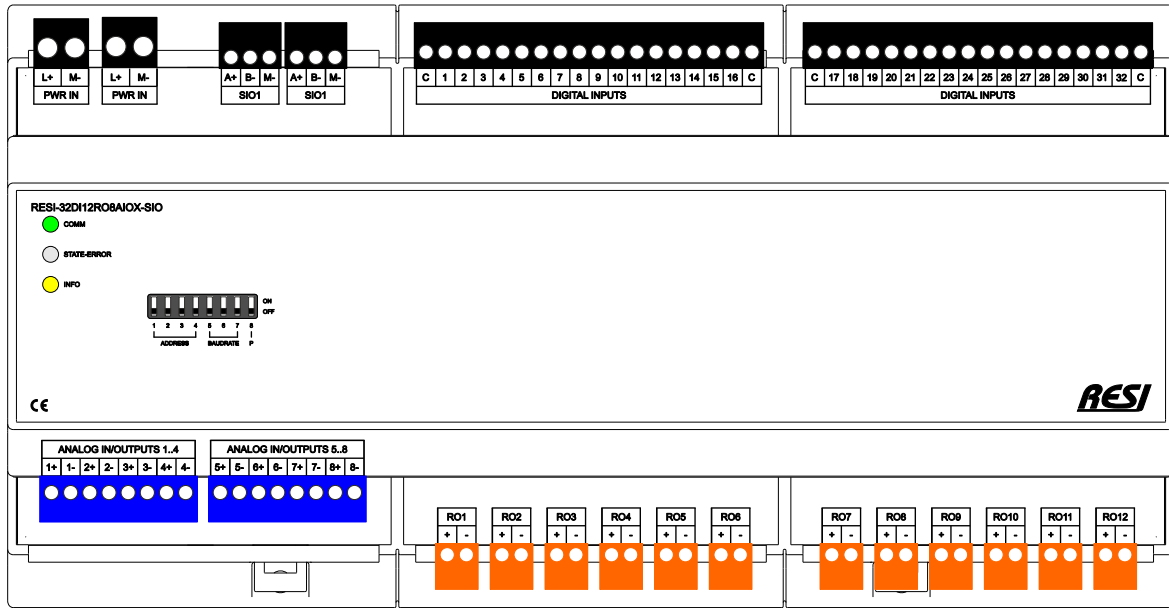 L+ M- L+ M- A+ B- M- A+ B- M- C 1 2 3 4 5 6 7 8 9 10 11 12 13 14 15 16 C C 17 18 19 20 21 22 23 24 25 26 27 28 29 30 31 32 C
PWR IN PWR IN SIO1 SIO1 DIGITAL INPUTS DIGITAL INPUTS
RESI-32DI12RO8AIOX-SIO
COMM
STATE-ERROR
INFO
ON
OFF
1 2 3 4 5 6 7 8
ADDRESS BAUDRATE P
CE RESI
ANALOG IN/OUTPUTS 1..4 ANALOG IN/OUTPUTS 5..8
1+ 1- 2+ 2- 3+ 3- 4+ 4- 5+ 5- 6+ 6- 7+ 7- 8+ 8-
RO1 RO2 RO3 RO4 RO5 RO6 RO7 RO8 RO9 RO10 RO11 RO12
+ - + - + - + - + - + - + - + - + - + - + - + -